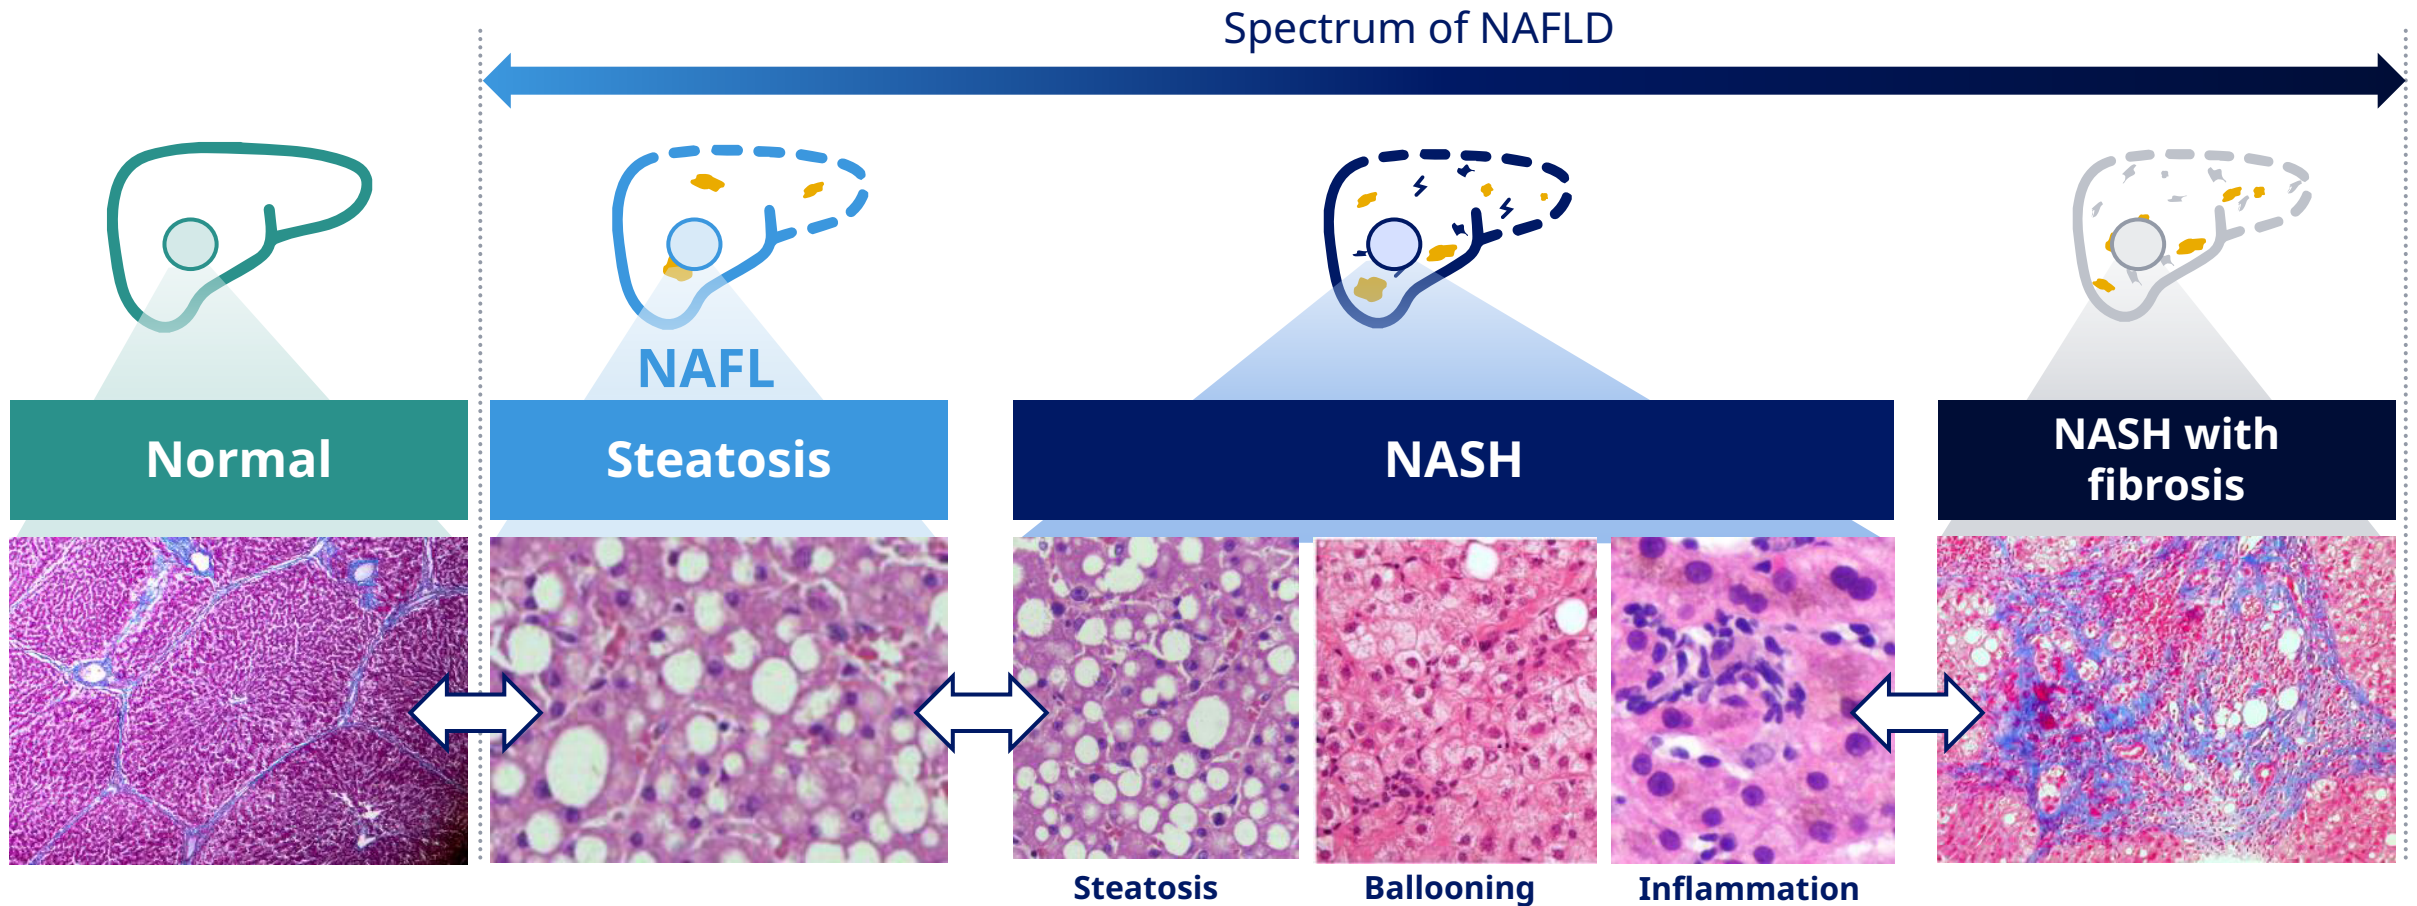 Spectrum of NAFLD
NAFL
Normal
Steatosis
NASH
NASH with
fibrosis
Steatosis
Ballooning
Inflammation